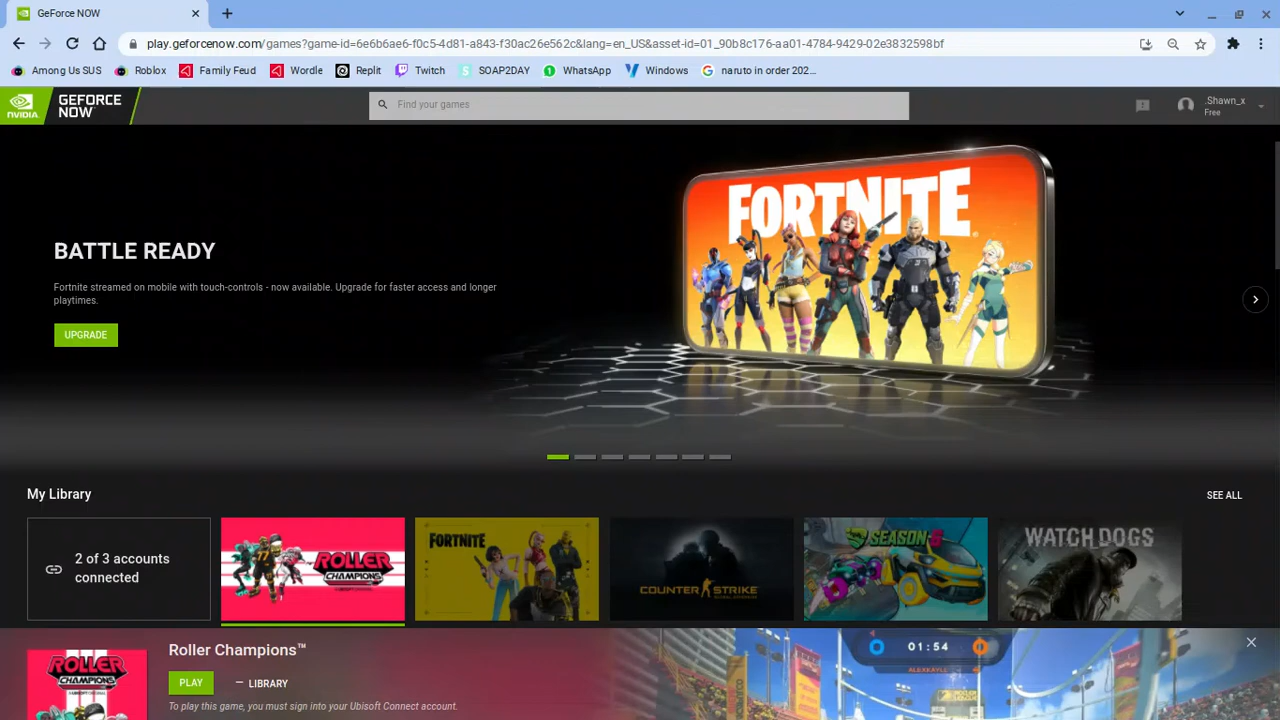 GeForce NOW
play.geforcenow.com/games?game-id=6e6b6ae6-f0c5-4d81-a843-f30ac26e562c&lang=en_US&asset-id=01_90b8c176-aa01-4784-9429-02e3832598bf
Among Us SUS
Roblox
Family Feud
Wordle
Replit
Twitch
SOAP2DAY
WhatsApp
Windows
naruto in order 202...
NVIDIA
GEFORCE
NOW
Find your games
.Shawn_x
Free
FORTNITE
BATTLE READY
Fortnite streamed on mobile with touch-controls - now available. Upgrade for faster access and longer
playtimes.
UPGRADE
My Library
SEE ALL
2 of 3 accounts
connected
ROLLER
CHAMPIONS
FORTNITE
COUNTER STRIKE
SEASON
WATCH DOGS
Roller Champions™
PLAY
LIBRARY
To play this game, you must sign into your Ubisoft Connect account.
ROLLER
CHAMPIONS
01:54
ALEXKAYLL